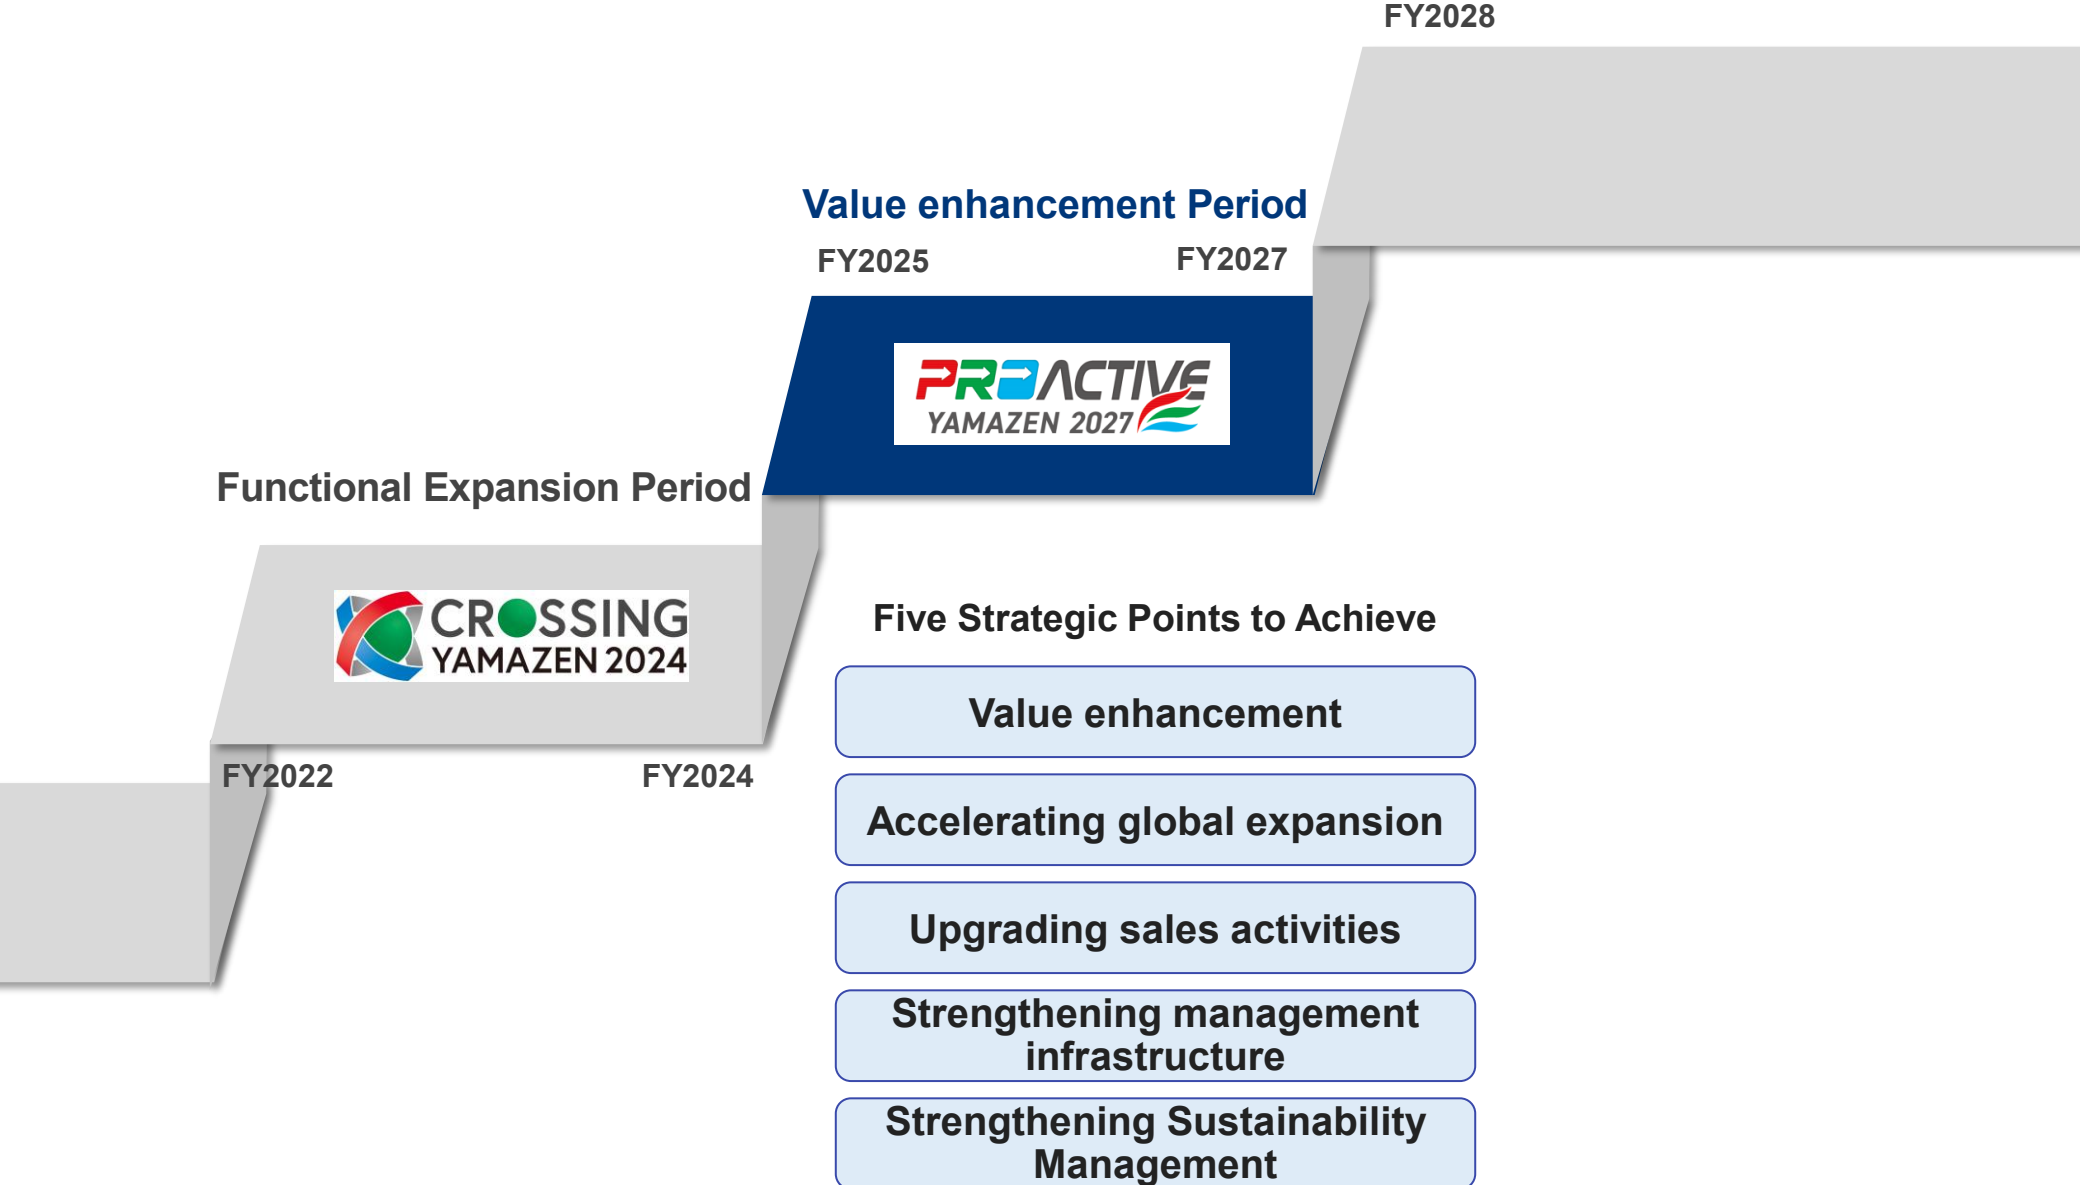 FY2028
Value enhancement Period
FY2025
FY2027
PROACTIVE
YAMAZEN 2027
Functional Expansion Period
CROSSING
YAMAZEN 2024
FY2022
FY2024
Five Strategic Points to Achieve
Value enhancement
Accelerating global expansion
Upgrading sales activities
Strengthening management
infrastructure
Strengthening Sustainability
Management